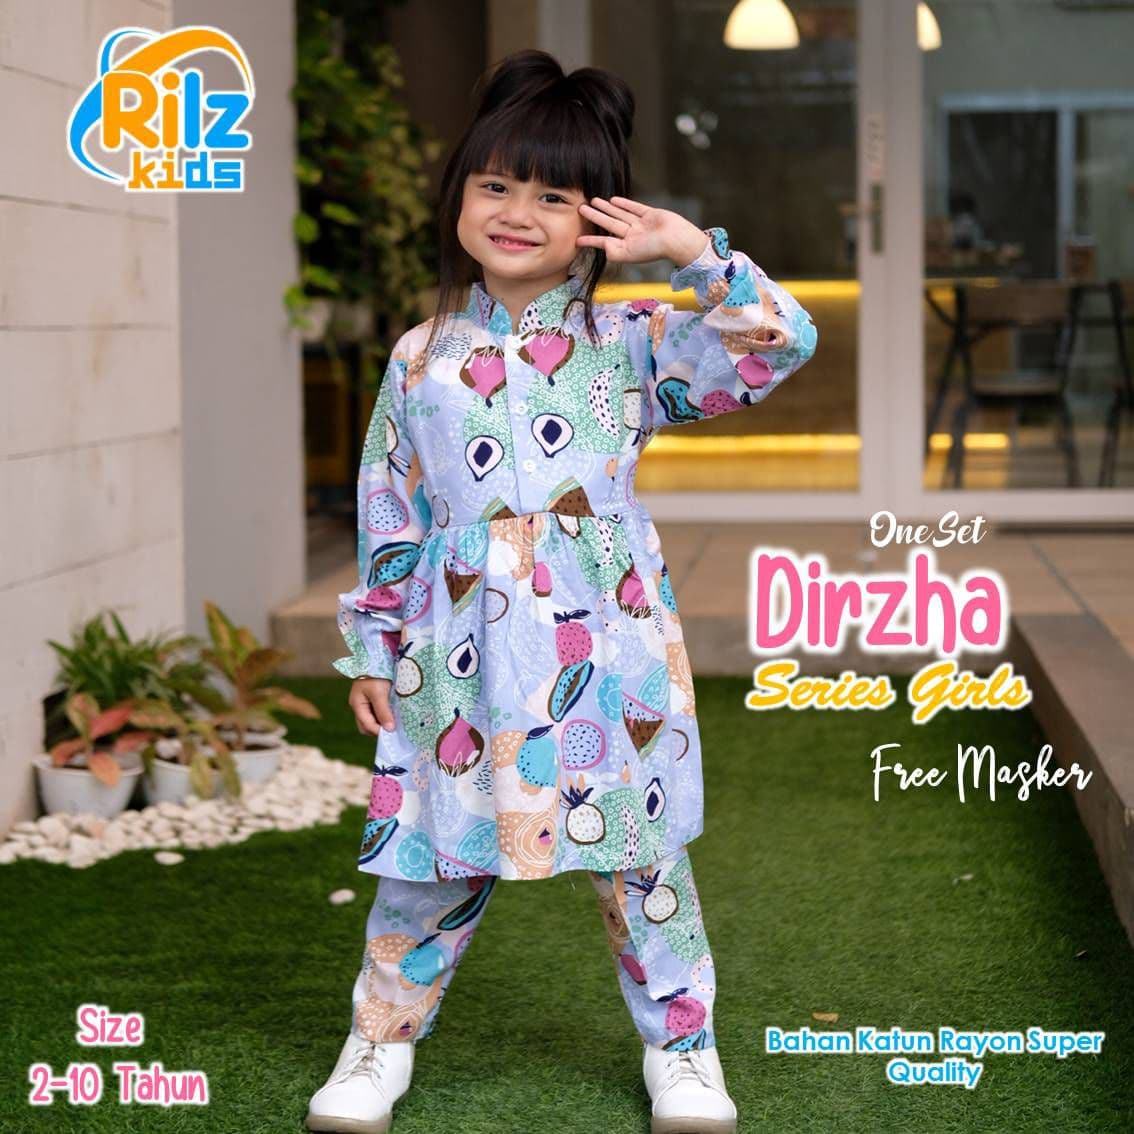 Rilz
kids
One Set
Dirzha
Series Girls
Free Masker
Size
2-10 Tahun
Bahan Katun Rayon Super
Quality